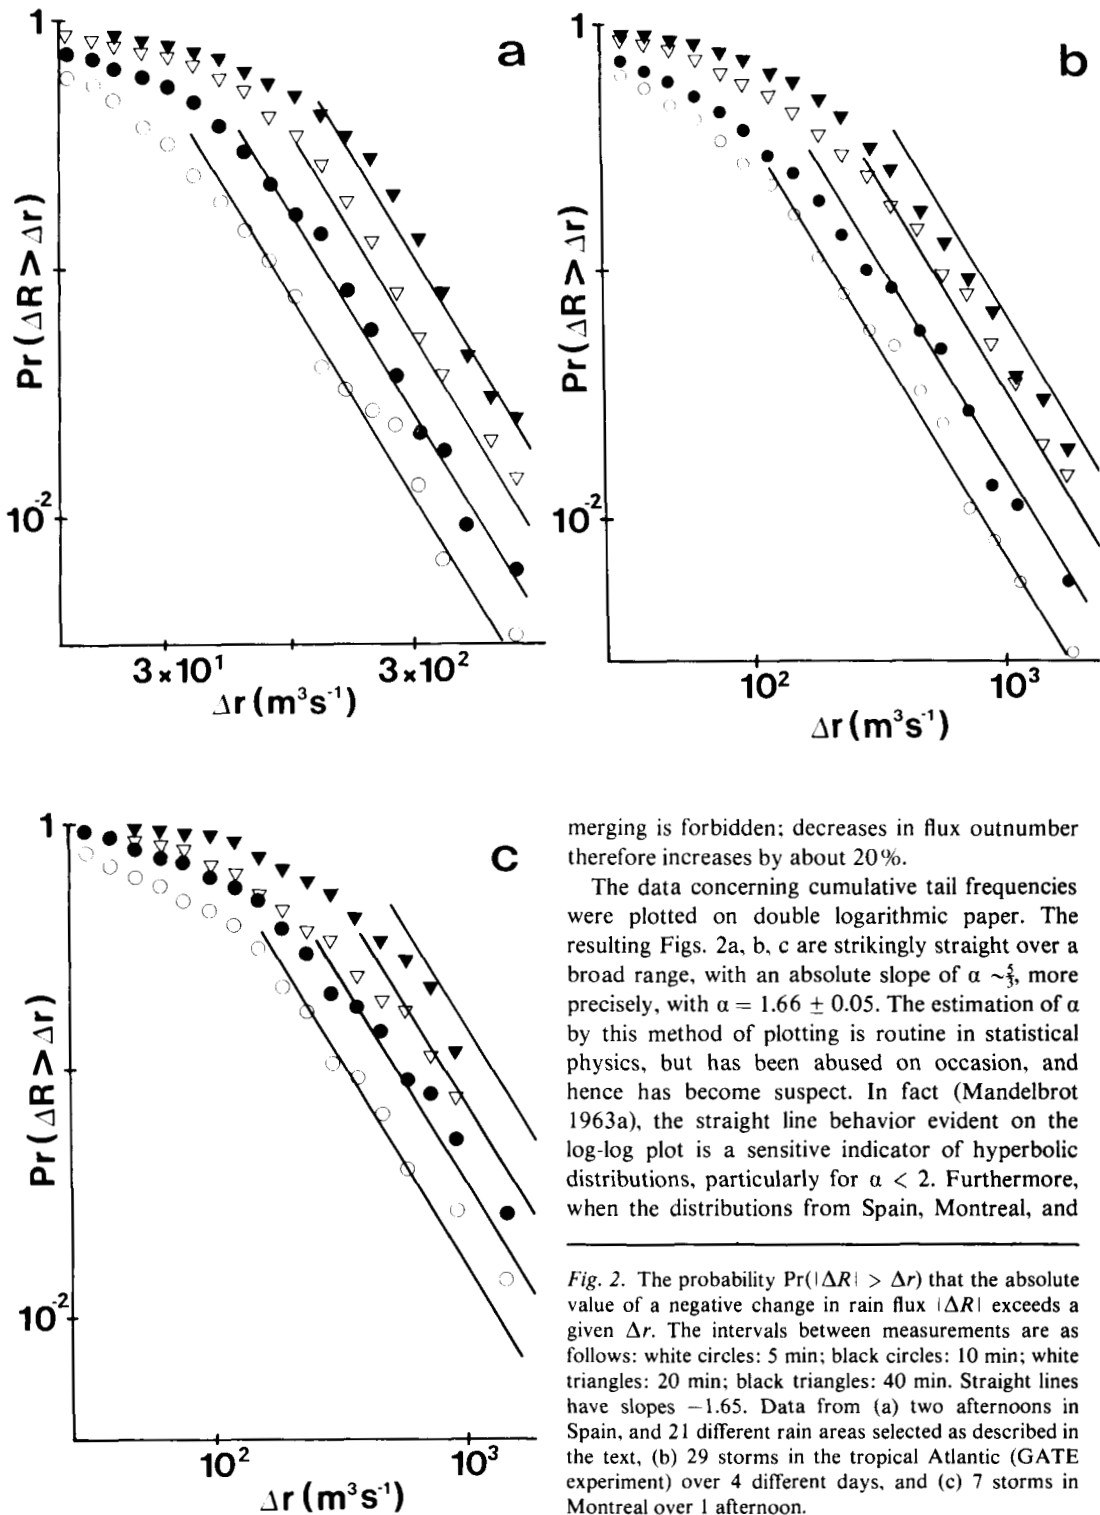 1
a
Pr(ΔR > Δr)
10⁻²
3×10¹
3×10²
Δr (m³s⁻¹)
1
b
Pr(ΔR > Δr)
10⁻²
10²
10³
Δr (m³s⁻¹)
1
c
Pr(ΔR > Δr)
10⁻²
10²
10³
Δr (m³s⁻¹)
merging is forbidden; decreases in flux outnumber
therefore increases by about 20%.
The data concerning cumulative tail frequencies
were plotted on double logarithmic paper. The
resulting Figs. 2a, b, c are strikingly straight over a
broad range, with an absolute slope of α ~5/3, more
precisely, with α = 1.66 ± 0.05. The estimation of α
by this method of plotting is routine in statistical
physics, but has been abused on occasion, and
hence has become suspect. In fact (Mandelbrot
1963a), the straight line behavior evident on the
log-log plot is a sensitive indicator of hyperbolic
distributions, particularly for α < 2. Furthermore,
when the distributions from Spain, Montreal, and
Fig. 2. The probability Pr(|ΔR| > Δr) that the absolute
value of a negative change in rain flux |ΔR| exceeds a
given Δr. The intervals between measurements are as
follows: white circles: 5 min; black circles: 10 min; white
triangles: 20 min; black triangles: 40 min. Straight lines
have slopes −1.65. Data from (a) two afternoons in
Spain, and 21 different rain areas selected as described in
the text, (b) 29 storms in the tropical Atlantic (GATE
experiment) over 4 different days, and (c) 7 storms in
Montreal over 1 afternoon.